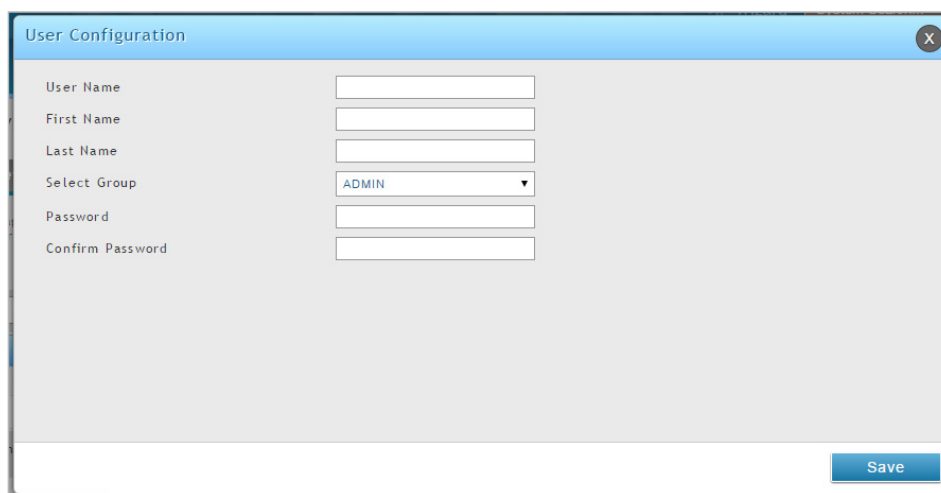 User Configuration
X
User Name
First Name
Last Name
Select Group
ADMIN
Password
Confirm Password
Save